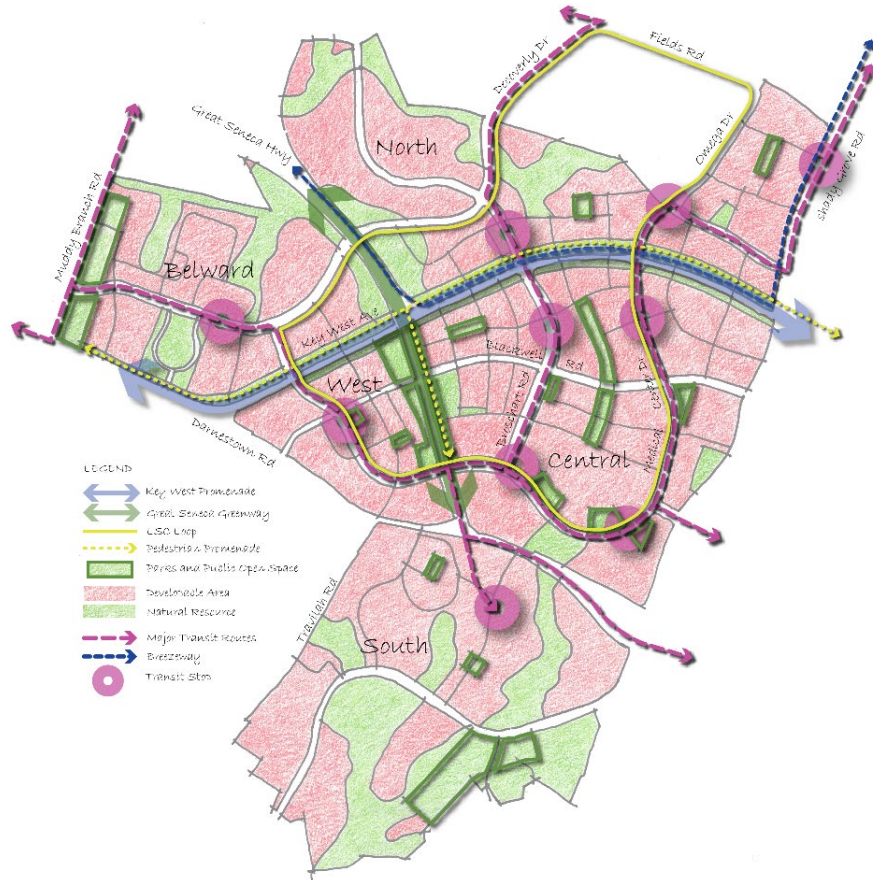 Fields Rd
Decoverly Dr
Omega Dr
Great Seneca Hwy
North
Shady Grove Rd
Muddy Branch Rd
Belward
Key West Ave
Blackwell Rd
West
Broschart Rd
Medical Center Dr
Darnestown Rd
Central
LEGEND
Key West Promenade
Great Seneca Greenway
LSC Loop
Pedestrian Promenade
Parks and Public Open Space
Developable Area
Natural Resource
Major Transit Routes
Breezeway
Transit Stop
Travilah Rd
South